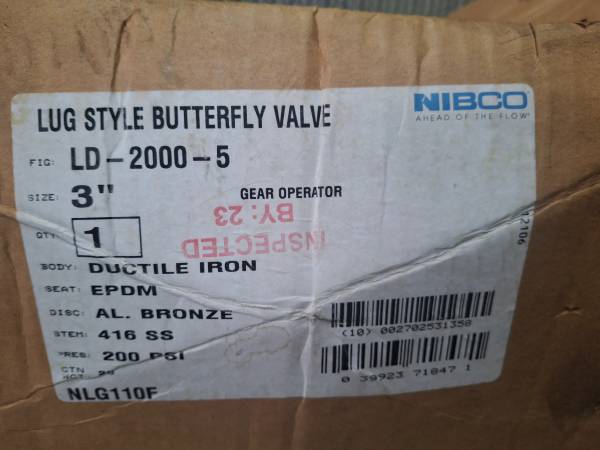 NIBCO
AHEAD OF THE FLOW
LUG STYLE BUTTERFLY VALVE
FIG: LD-2000-5
SIZE: 3" GEAR OPERATOR
QTY 1
INSPECTED
BY: 23
12106
BODY: DUCTILE IRON
SEAT: EPDM
DISC: AL. BRONZE
STEM: 416 SS
PRES: 200 PSI
CTN
NLG110F
(10) 002702531358
0 39923 71847 1